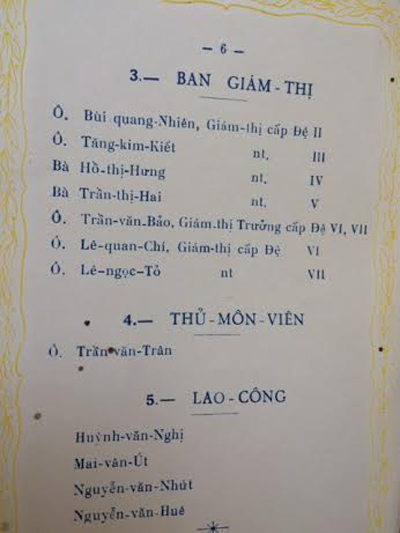 - 6 -
3.— BAN GIÁM-THỊ
Ô. Bùi quang-Nhiên, Giám-thị cấp Đệ II
Ô. Tăng-kim-Kiết nt. III
Bà Hồ-thị-Hưng nt. IV
Bà Trần-thị-Hai nt. V
Ô. Trần-văn-Bảo, Giám.thị Trưởng cấp Đệ VI, VII
Ô. Lê-quan-Chí, Giám-thị cấp Đệ VI
Ô. Lê-ngọc-Tỏ nt VII
4.— THỦ-MÔN-VIÊN
Ô. Trần văn-Trân
5.— LAO-CÔNG
Huỳnh-văn-Nghị
Mai-văn-Út
Nguyễn-văn-Nhứt
Nguyễn-văn-Huê